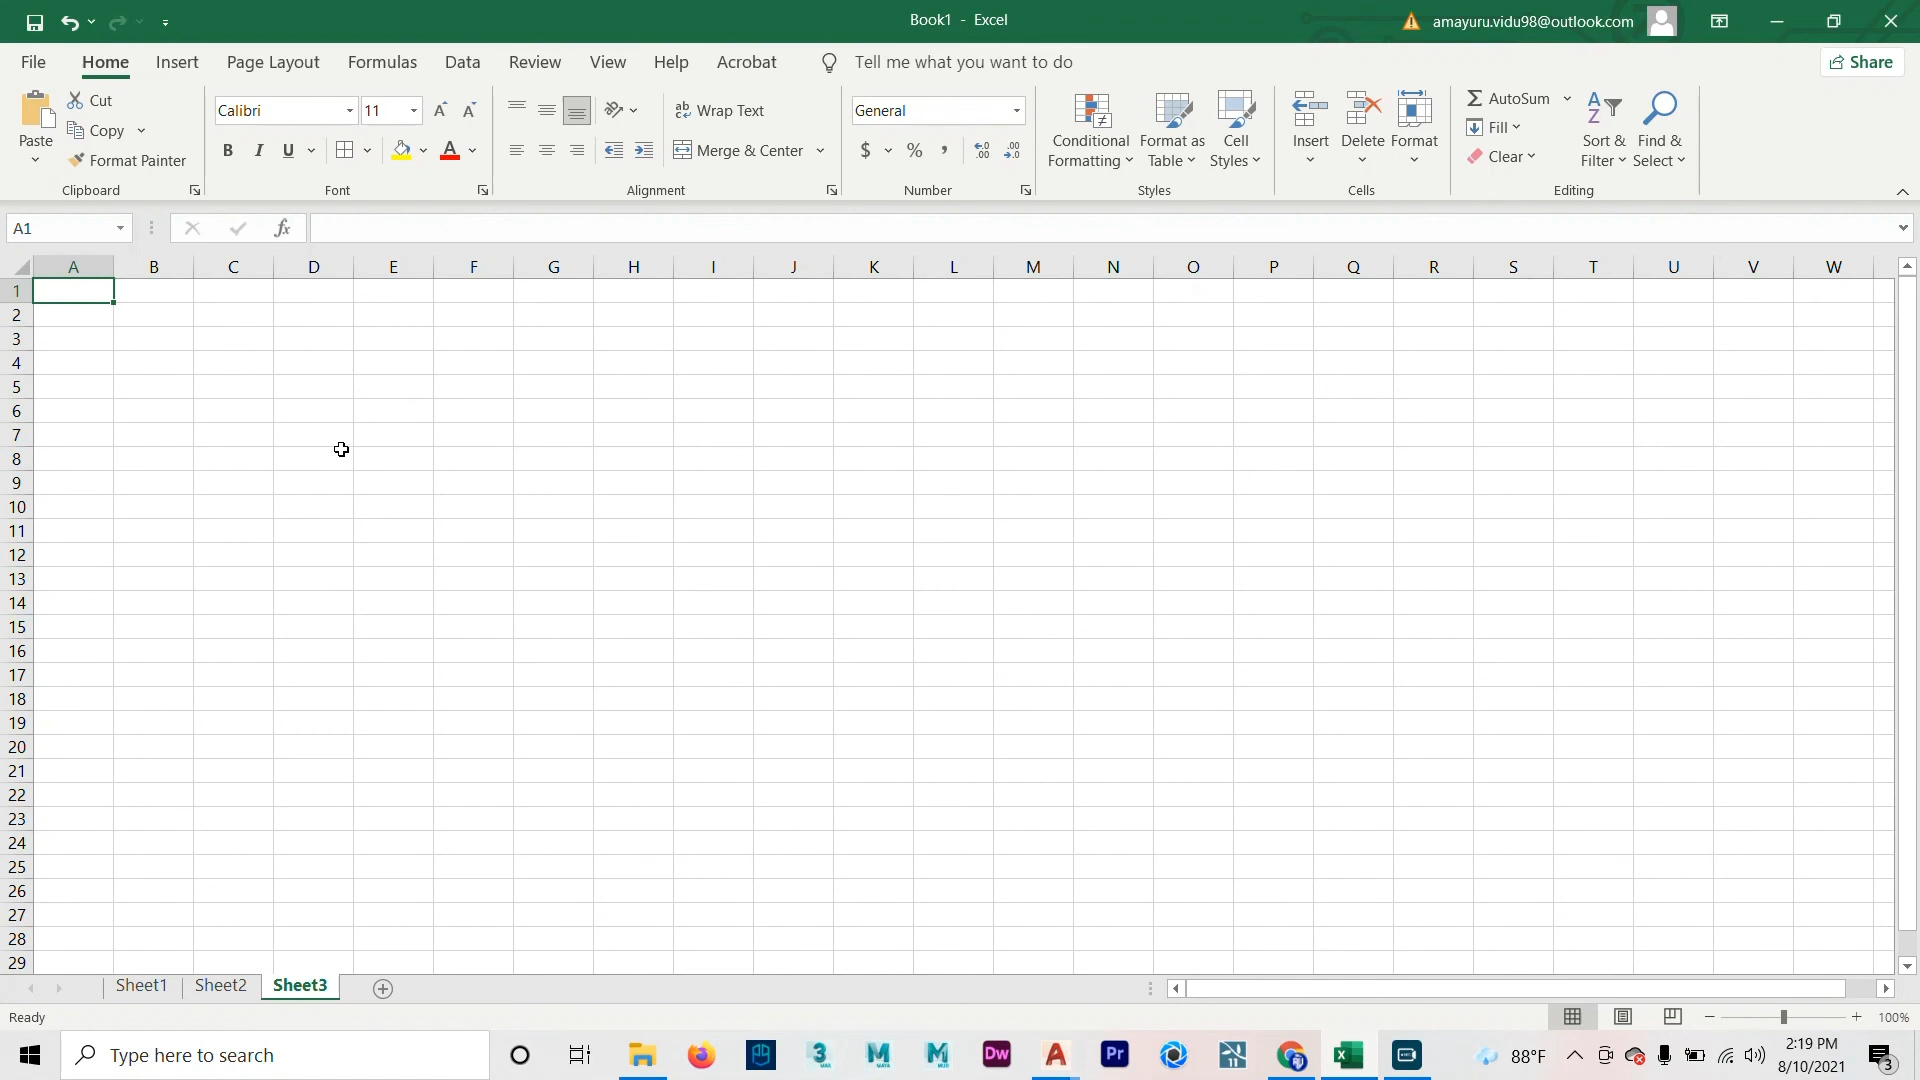 Book1 - Excel
amayuru.vidu98@outlook.com
File Home Insert Page Layout Formulas Data Review View Help Acrobat Tell me what you want to do Share
Paste
Cut
Copy
Format Painter
Clipboard
Calibri 11
B I U A
Font
ab Wrap Text
Merge & Center
Alignment
General
$ % ,
Number
Conditional Formatting
Format as Table
Cell Styles
Styles
Insert Delete Format
Cells
AutoSum
Fill
Clear
Sort & Filter
Find & Select
Editing
A1 fx
A B C D E F G H I J K L M N O P Q R S T U V W
1
2
3
4
5
6
7
8
9
10
11
12
13
14
15
16
17
18
19
20
21
22
23
24
25
26
27
28
29
Sheet1 Sheet2 Sheet3
Ready 100%
Type here to search
Dw Pr
88°F
2:19 PM
8/10/2021
3